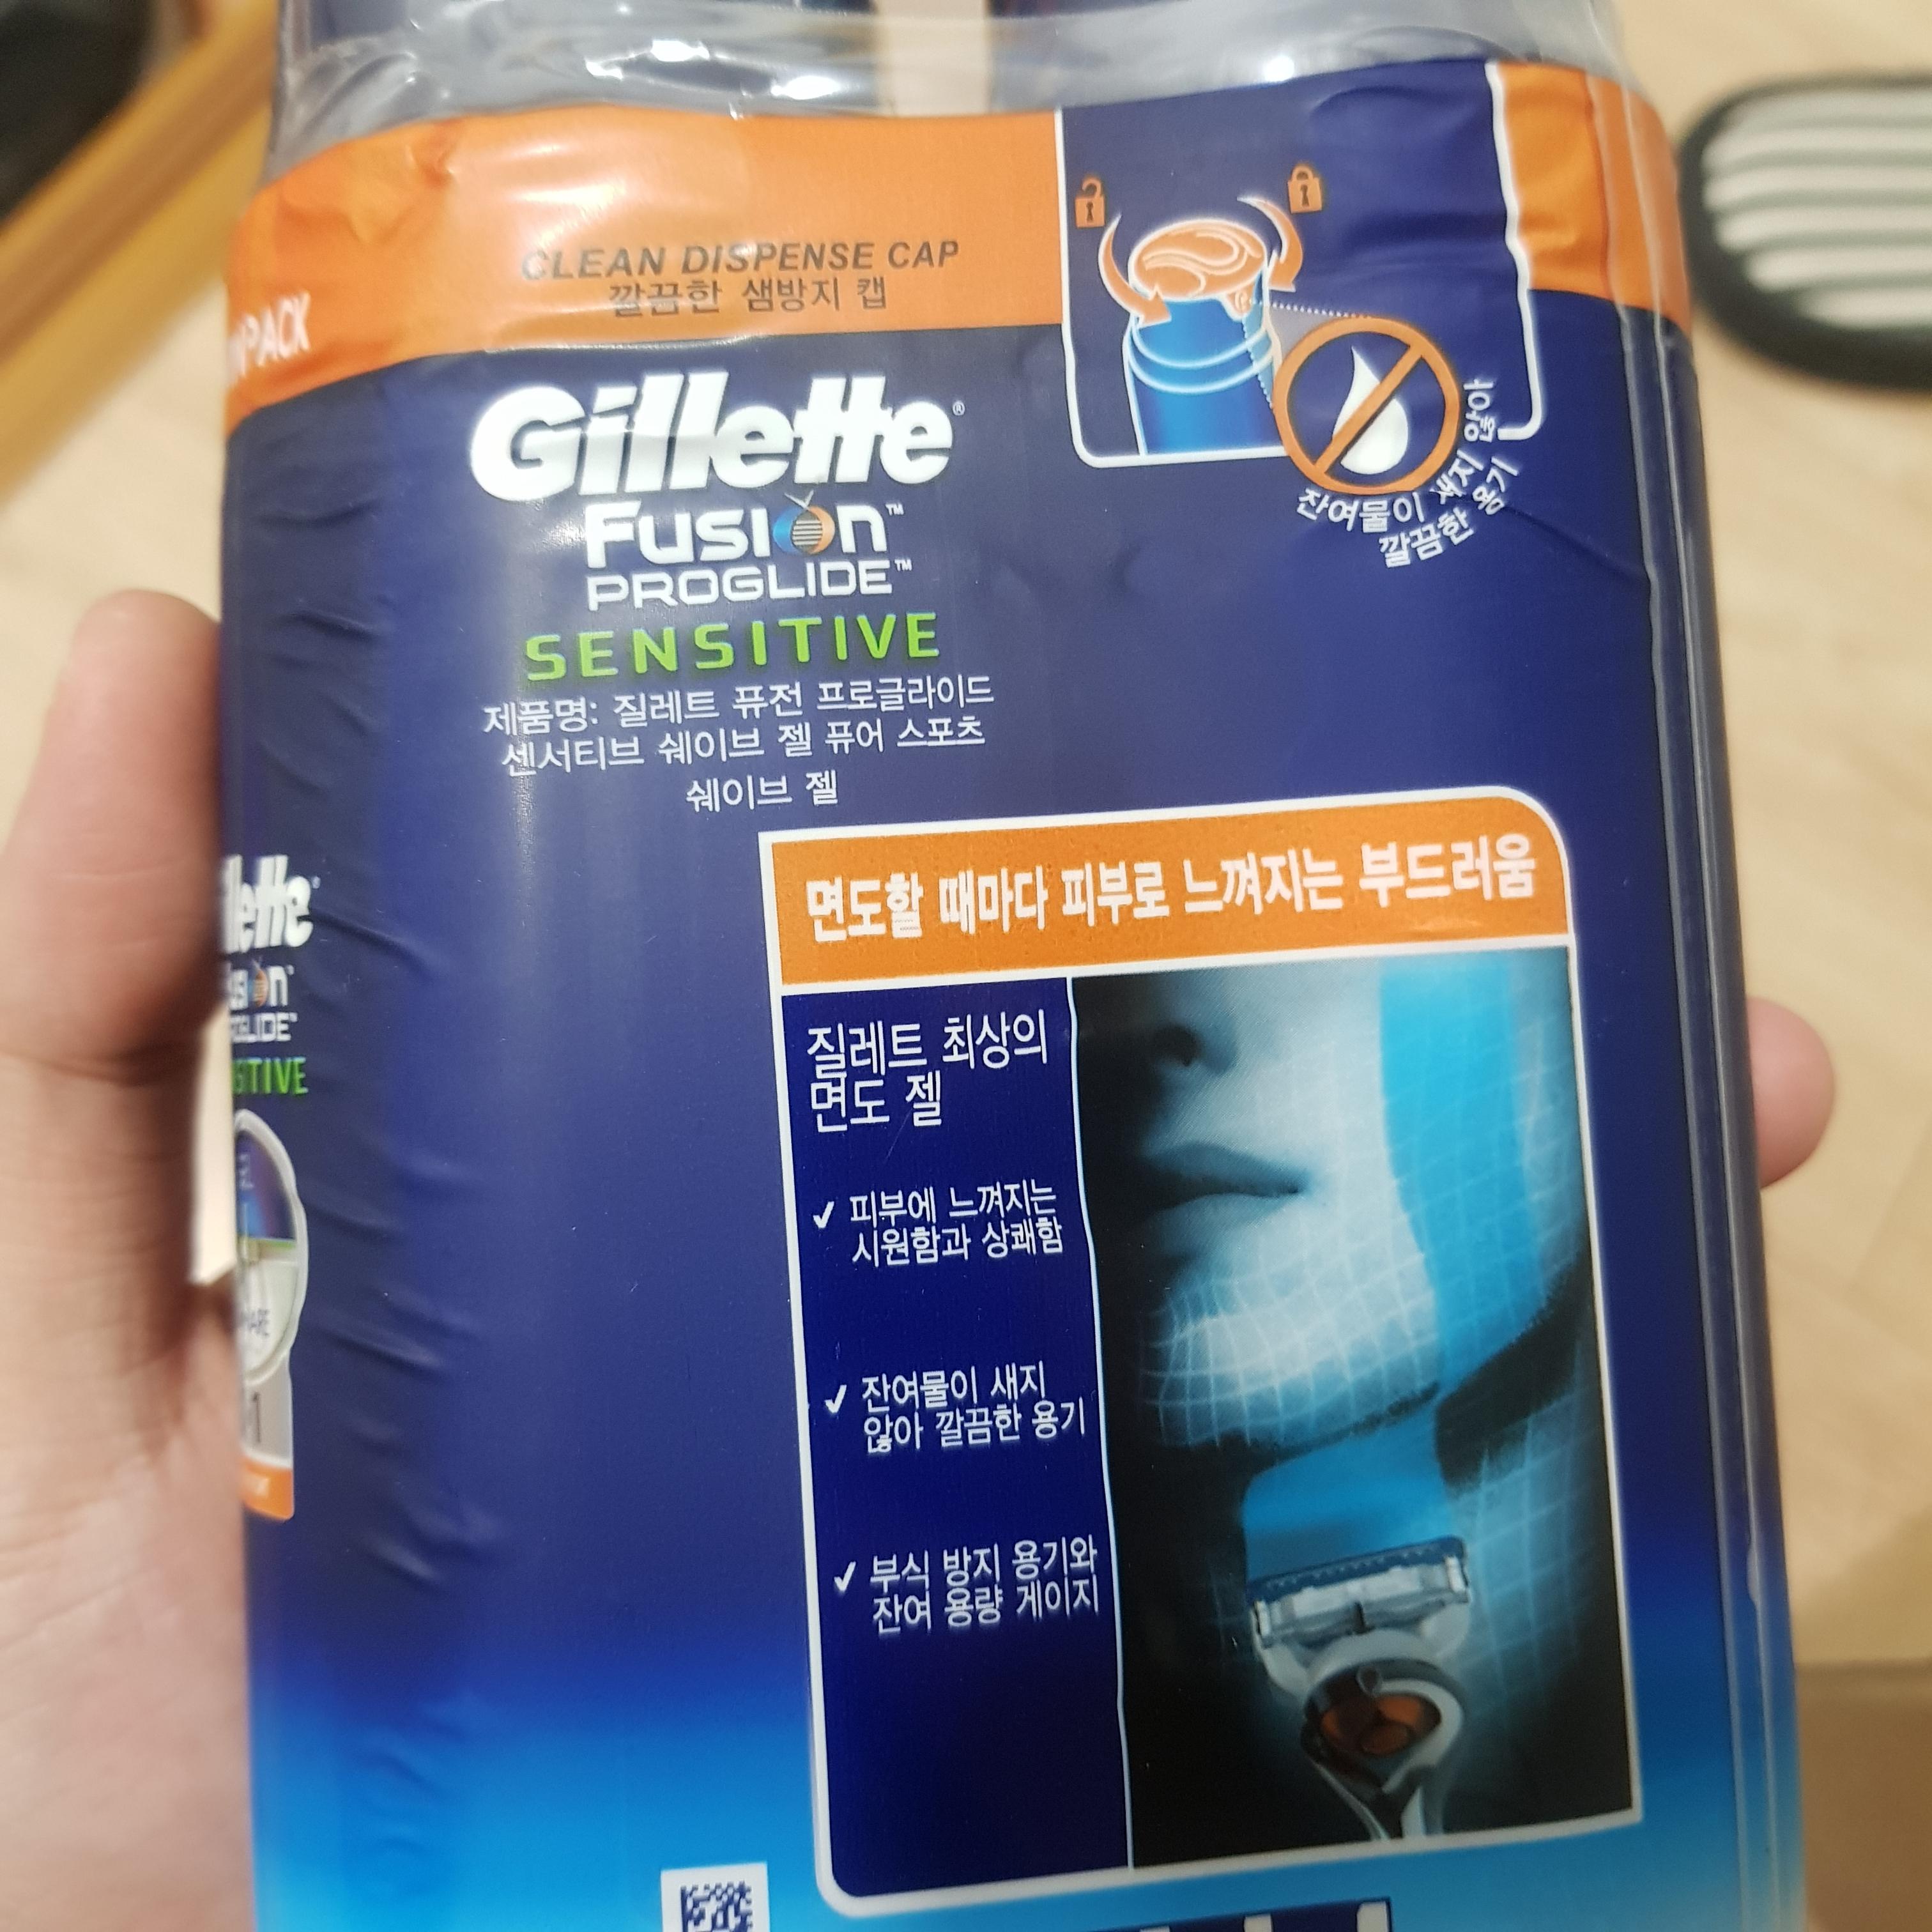 CLEAN DISPENSE CAP
깔끔한 샘방지 캡
PACK
Gillette®
Fusion™
PROGLIDE™
SENSITIVE
제품명: 질레트 퓨전 프로글라이드
센서티브 쉐이브 젤 퓨어 스포츠
쉐이브 젤
잔여물이 새지 않아
깔끔한 용기
면도할 때마다 피부로 느껴지는 부드러움
질레트 최상의
면도 젤
✓ 피부에 느껴지는
시원함과 상쾌함
✓ 잔여물이 새지
않아 깔끔한 용기
✓ 부식 방지 용기와
잔여 용량 게이지